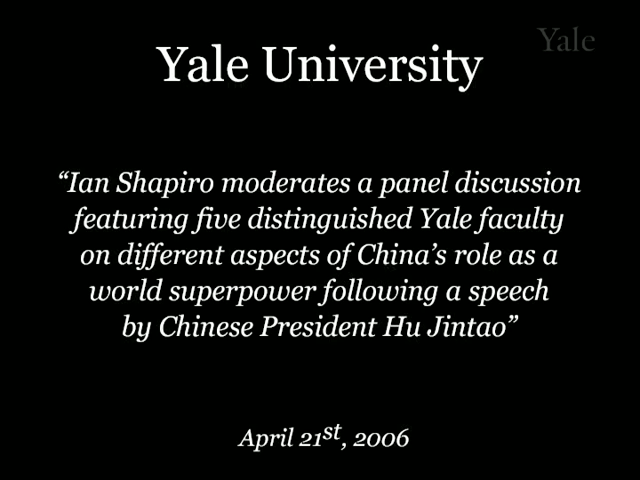 Yale
Yale University
“Ian Shapiro moderates a panel discussion
featuring five distinguished Yale faculty
on different aspects of China’s role as a
world superpower following a speech
by Chinese President Hu Jintao”
April 21st, 2006